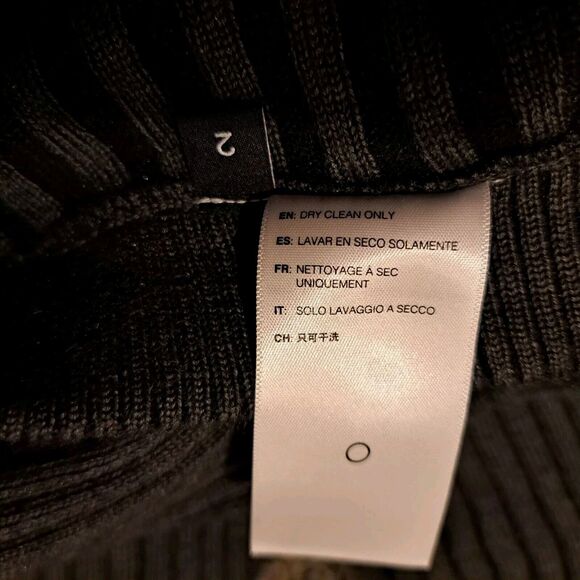 2
EN: DRY CLEAN ONLY
ES: LAVAR EN SECO SOLAMENTE
FR: NETTOYAGE À SEC
UNIQUEMENT
IT: SOLO LAVAGGIO A SECCO
CH: 只可干洗